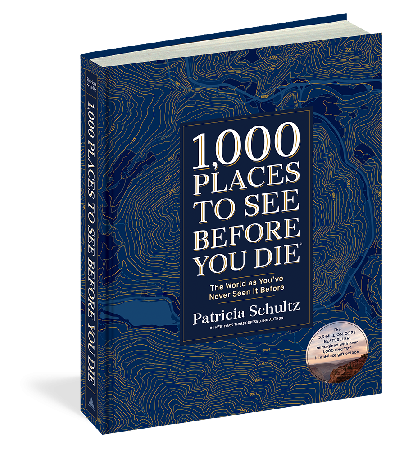 1,000 PLACES TO SEE BEFORE YOU DIE
1,000
PLACES
TO SEE
BEFORE
YOU DIE
The World as You've
Never Seen It Before
Patricia Schultz